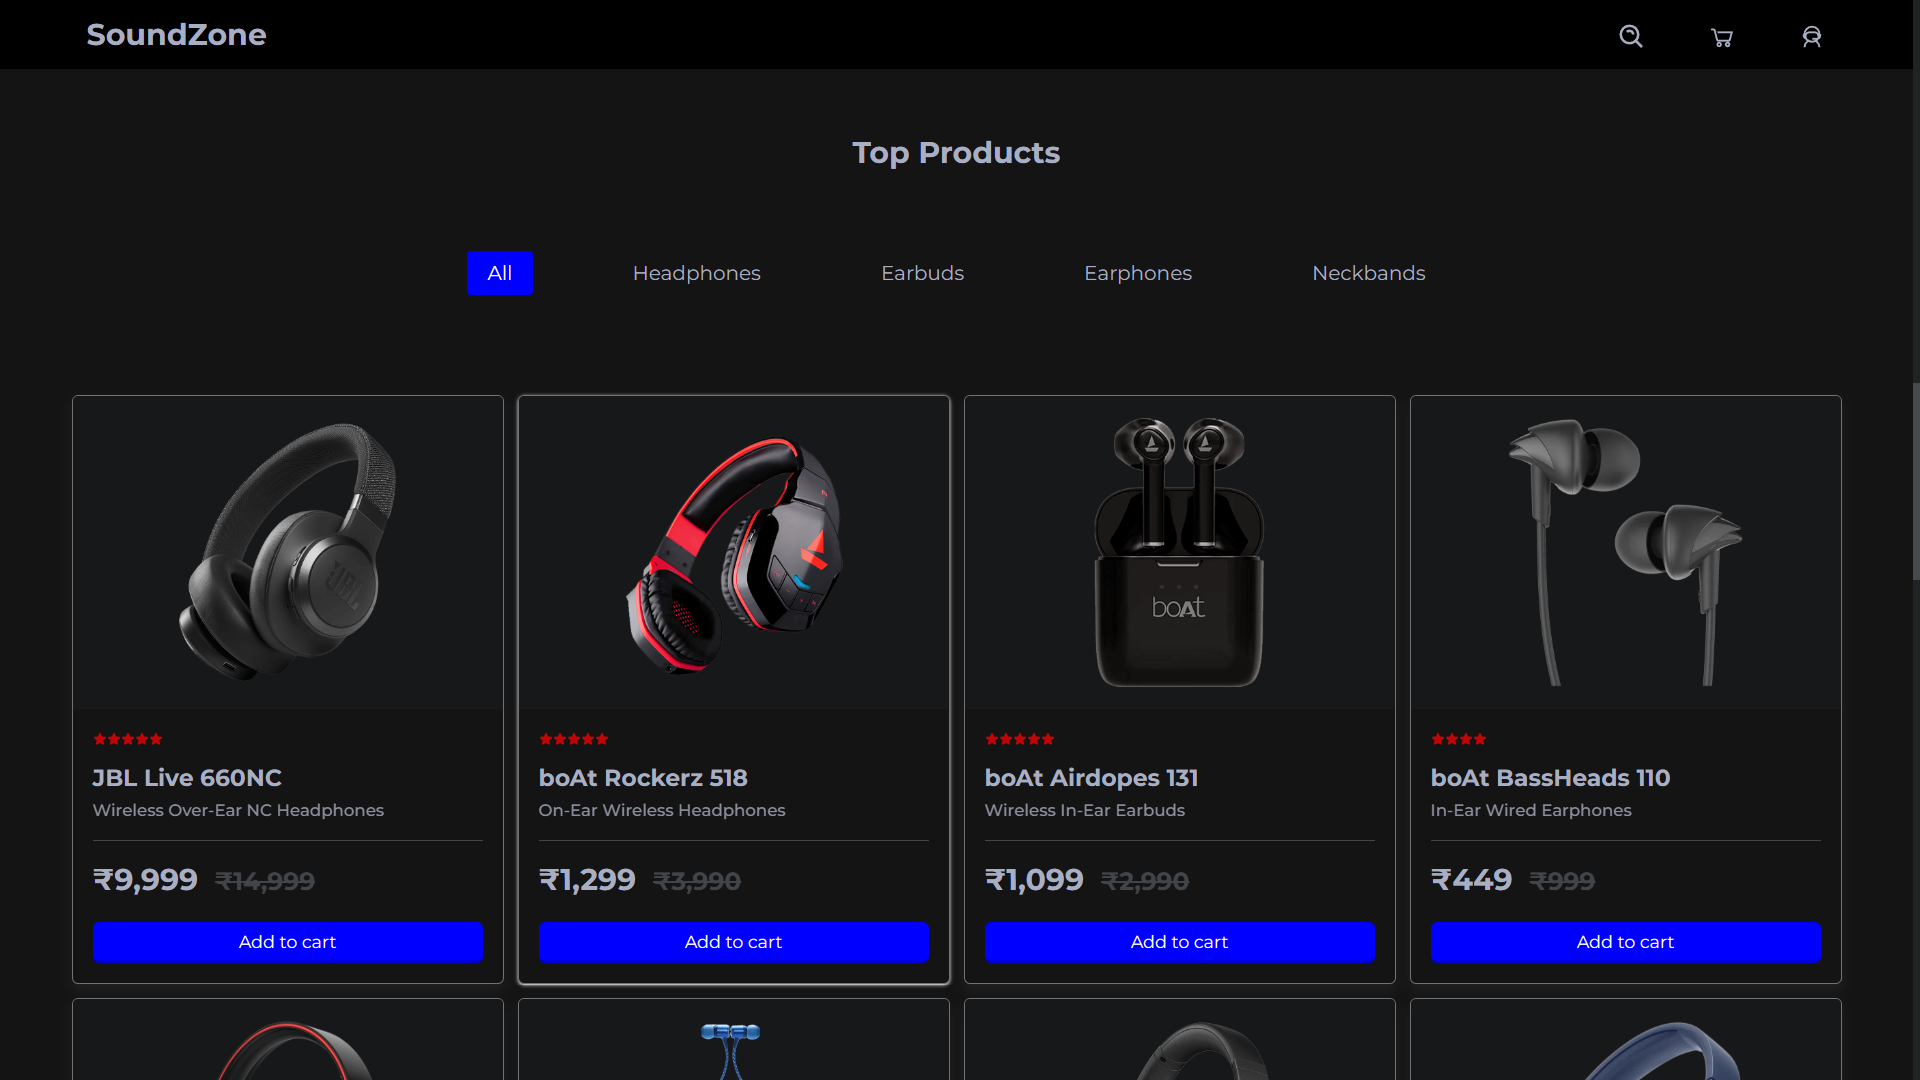 SoundZone
Top Products
All
Headphones
Earbuds
Earphones
Neckbands
JBL
boAt
JBL Live 660NC
Wireless Over-Ear NC Headphones
₹9,999 ₹14,999
Add to cart
boAt Rockerz 518
On-Ear Wireless Headphones
₹1,299 ₹3,990
Add to cart
boAt Airdopes 131
Wireless In-Ear Earbuds
₹1,099 ₹2,990
Add to cart
boAt BassHeads 110
In-Ear Wired Earphones
₹449 ₹999
Add to cart